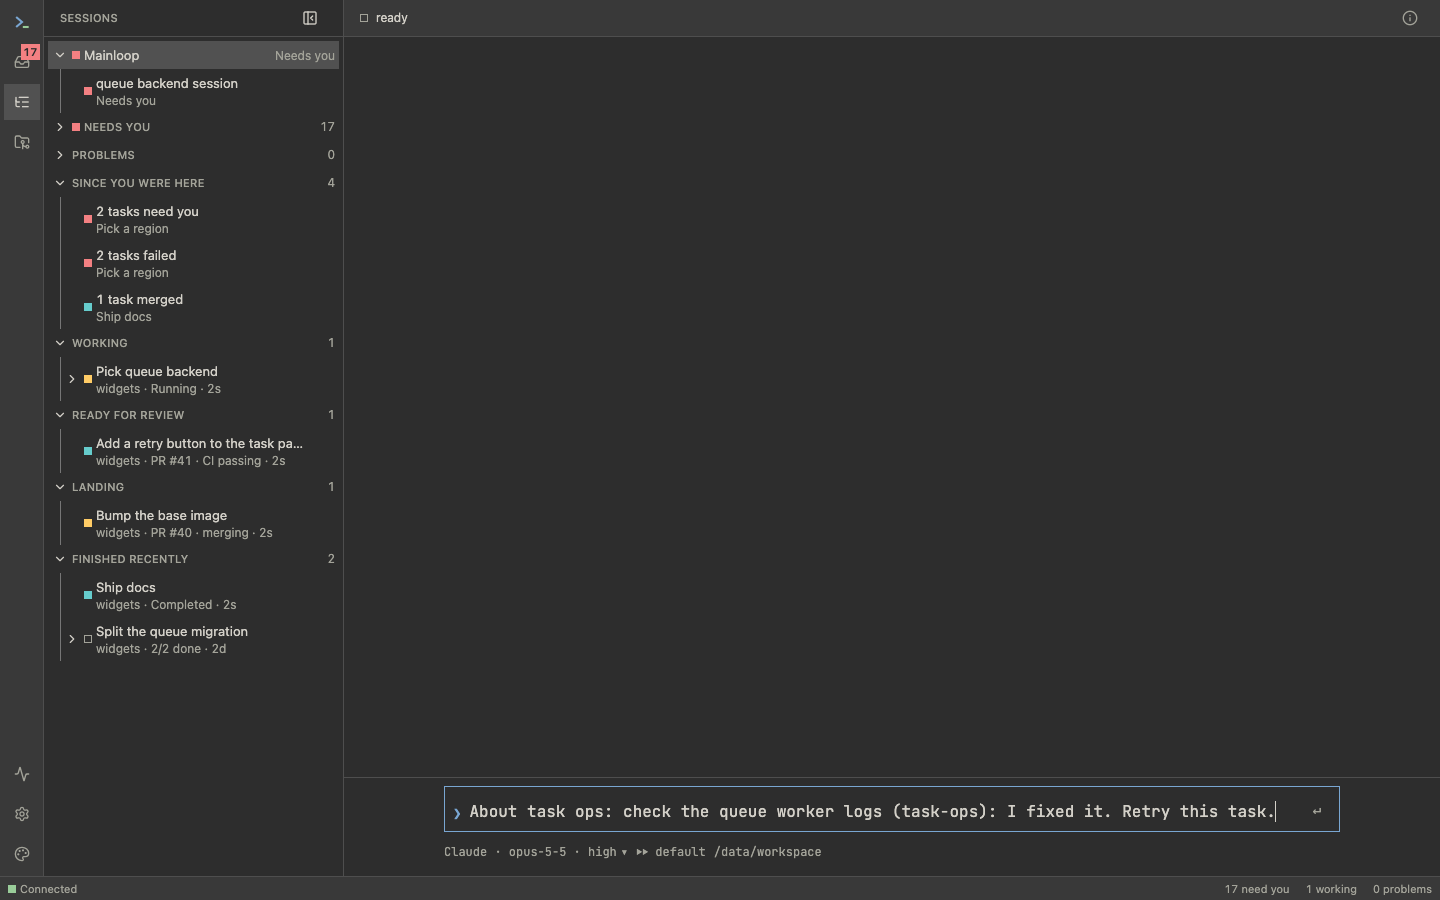 17
SESSIONS
Mainloop Needs you
queue backend session
Needs you
NEEDS YOU 17
PROBLEMS 0
SINCE YOU WERE HERE 4
2 tasks need you
Pick a region
2 tasks failed
Pick a region
1 task merged
Ship docs
WORKING 1
Pick queue backend
widgets · Running · 2s
READY FOR REVIEW 1
Add a retry button to the task pa...
widgets · PR #41 · CI passing · 2s
LANDING 1
Bump the base image
widgets · PR #40 · merging · 2s
FINISHED RECENTLY 2
Ship docs
widgets · Completed · 2s
Split the queue migration
widgets · 2/2 done · 2d
ready
❯ About task ops: check the queue worker logs (task-ops): I fixed it. Retry this task. ↵
Claude · opus-5-5 · high ▾ ▸▸ default /data/workspace
Connected 17 need you 1 working 0 problems